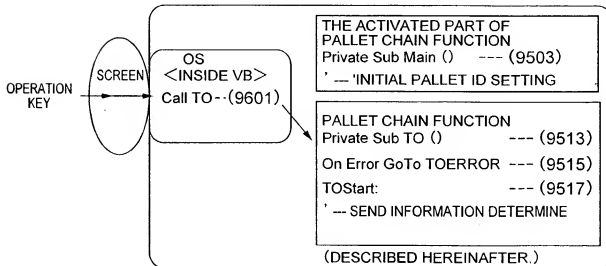 OPERATION
KEY
SCREEN
OS
<INSIDE VB>
Call TO--(9601)
THE ACTIVATED PART OF
PALLET CHAIN FUNCTION
Private Sub Main () --- (9503)
' --- 'INITIAL PALLET ID SETTING
PALLET CHAIN FUNCTION
Private Sub TO () --- (9513)
On Error GoTo TOERROR --- (9515)
TOStart: --- (9517)
' --- SEND INFORMATION DETERMINE
(DESCRIBED HEREINAFTER.)